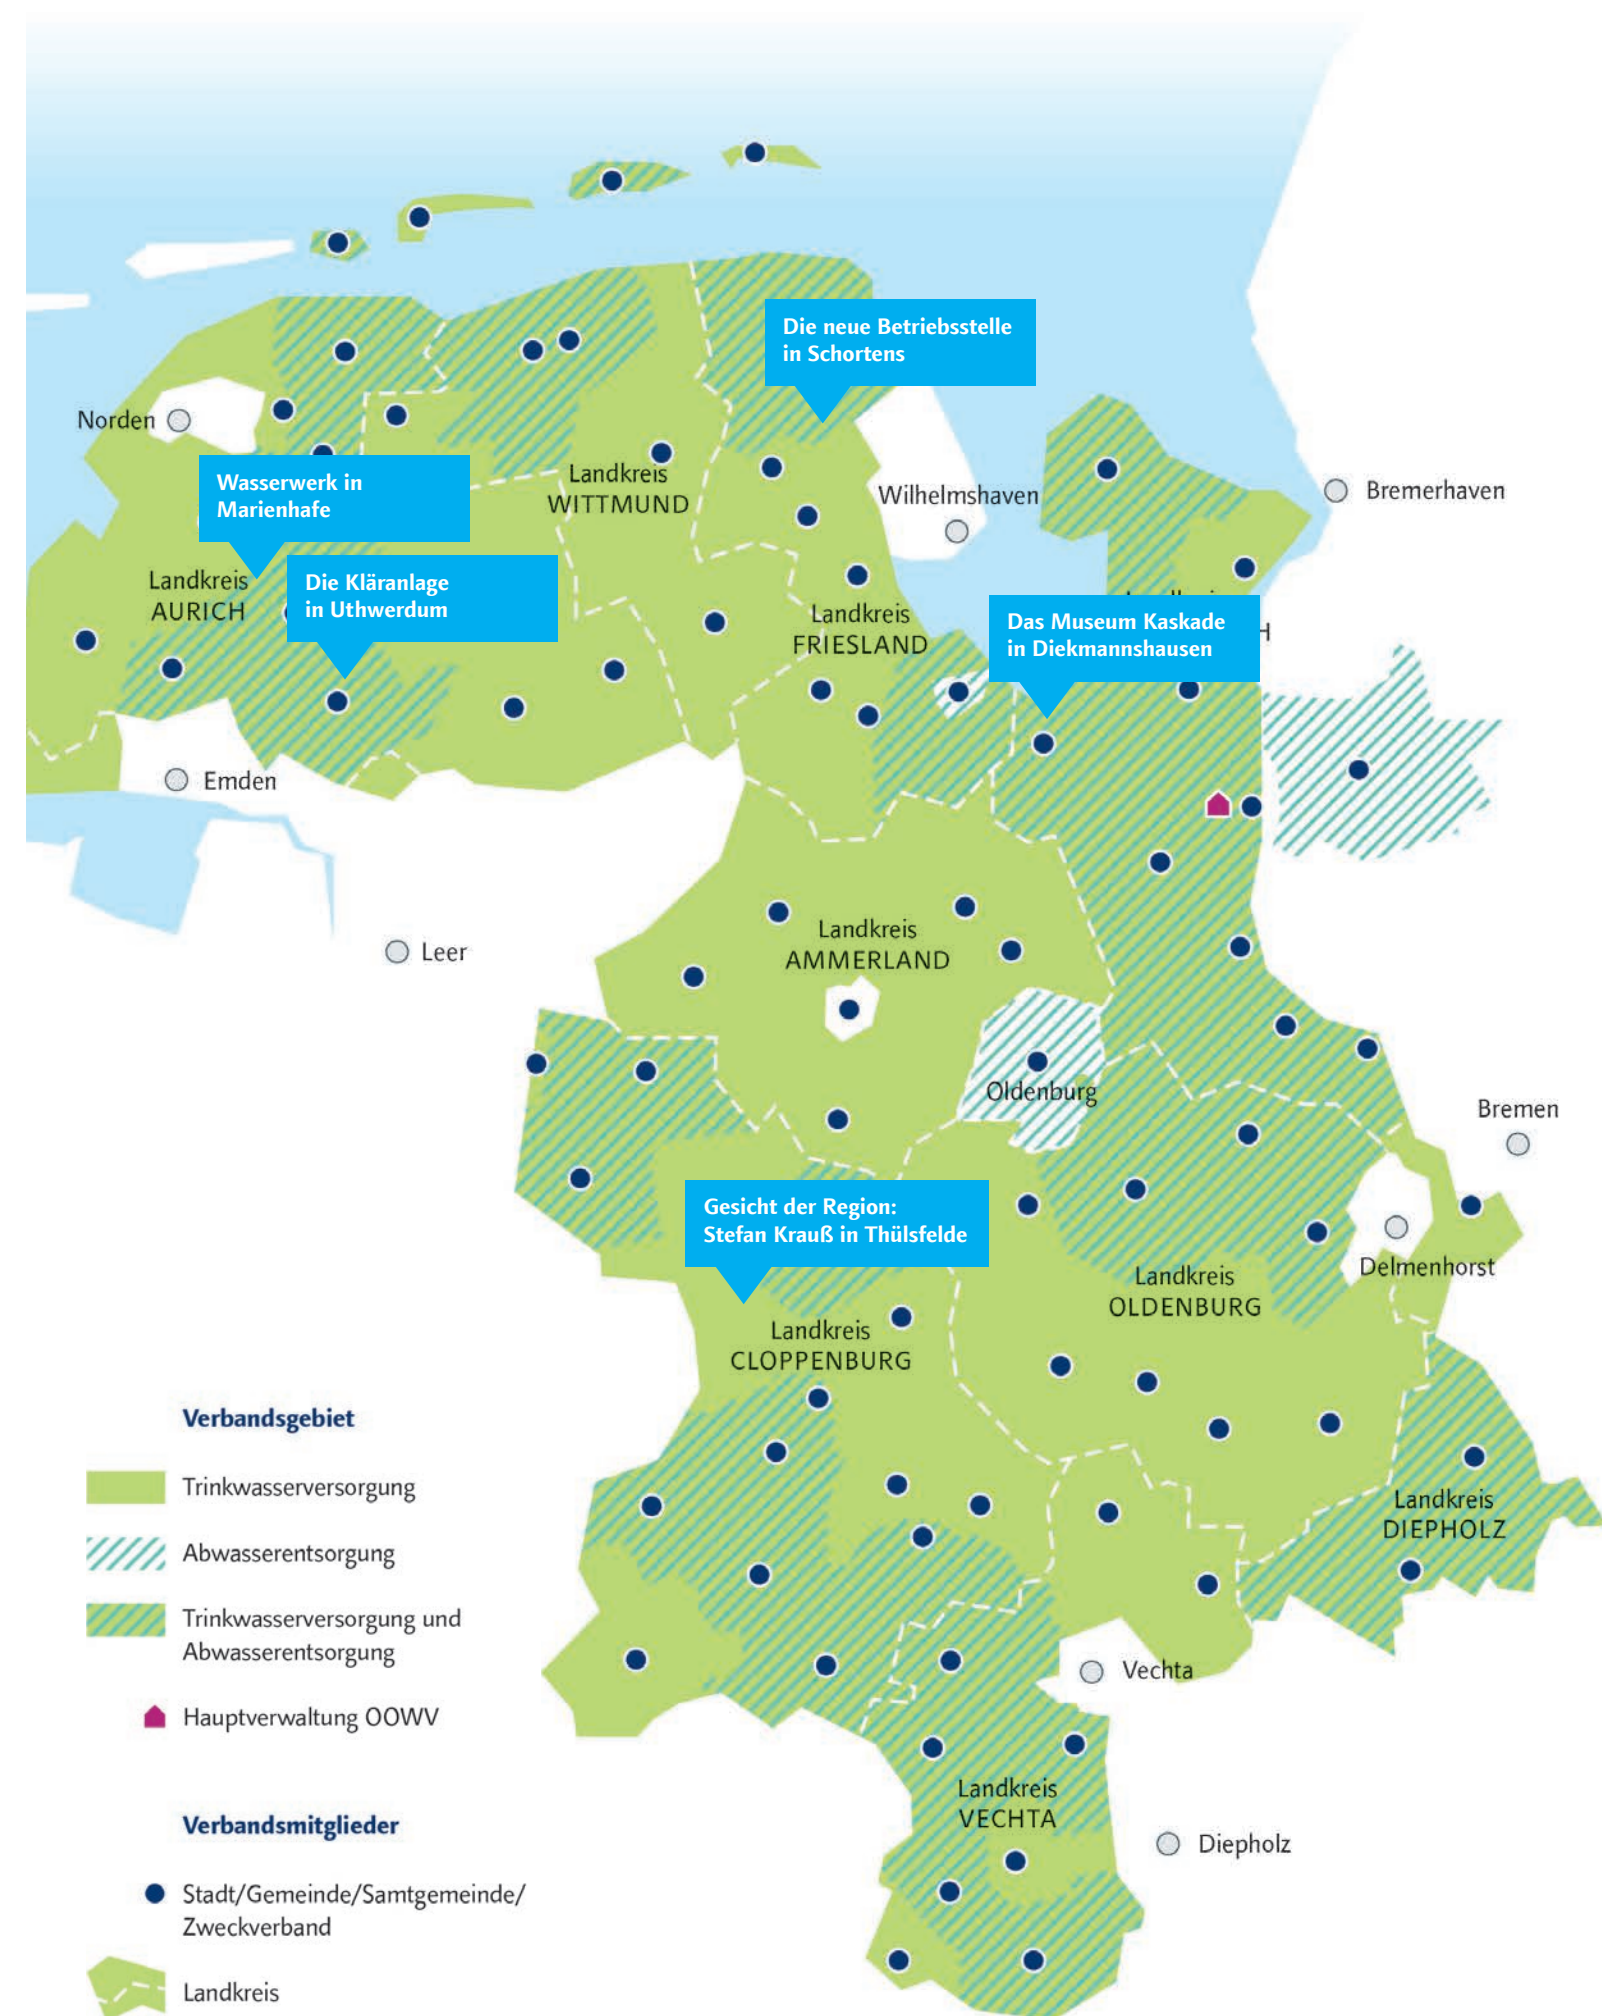 Die neue Betriebsstelle
in Schortens
Norden
Landkreis
WITTMUND
Wasserwerk in
Marienhafe
Wilhelmshaven
Bremerhaven
Landkreis
AURICH
Die Kläranlage
in Uthwerdum
Landkreis
FRIESLAND
Das Museum Kaskade
in Diekmannshausen
H
Emden
Landkreis
AMMERLAND
Leer
Oldenburg
Bremen
Gesicht der Region:
Stefan Krauß in Thülsfelde
Delmenhorst
Landkreis
OLDENBURG
Landkreis
CLOPPENBURG
Landkreis
DIEPHOLZ
Vechta
Landkreis
VECHTA
Diepholz
Verbandsgebiet
Trinkwasserversorgung
Abwasserentsorgung
Trinkwasserversorgung und
Abwasserentsorgung
Hauptverwaltung OOWV
Verbandsmitglieder
Stadt/Gemeinde/Samtgemeinde/
Zweckverband
Landkreis